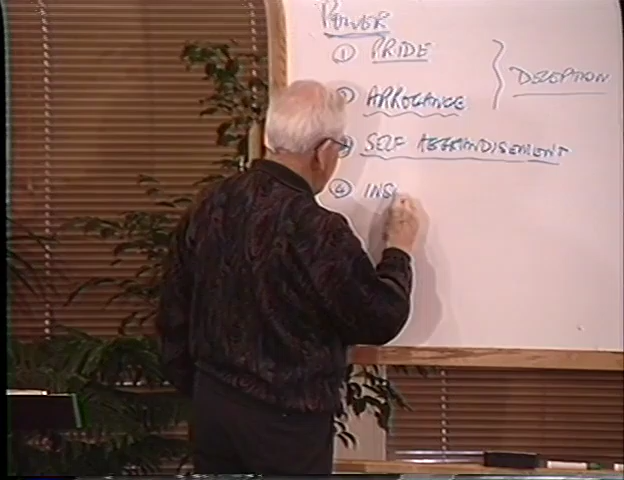 POWER
① PRIDE
DECEPTION
② ARROGANCE
③ SELF AGGRANDISEMENT
④ INS